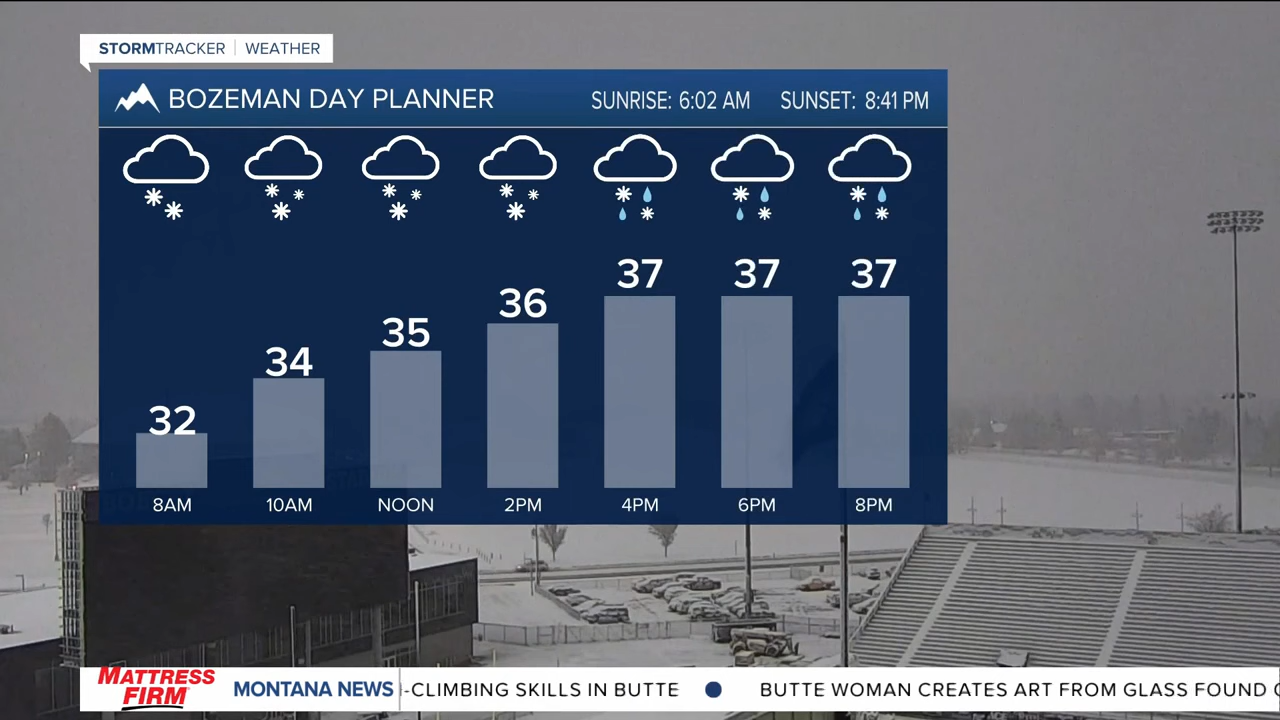 STORMTRACKER | WEATHER
BOZEMAN DAY PLANNER
SUNRISE: 6:02 AM SUNSET: 8:41 PM
32 34 35 36 37 37 37
8AM 10AM NOON 2PM 4PM 6PM 8PM
MATTRESS
FIRM
MONTANA NEWS
-CLIMBING SKILLS IN BUTTE ● BUTTE WOMAN CREATES ART FROM GLASS FOUND